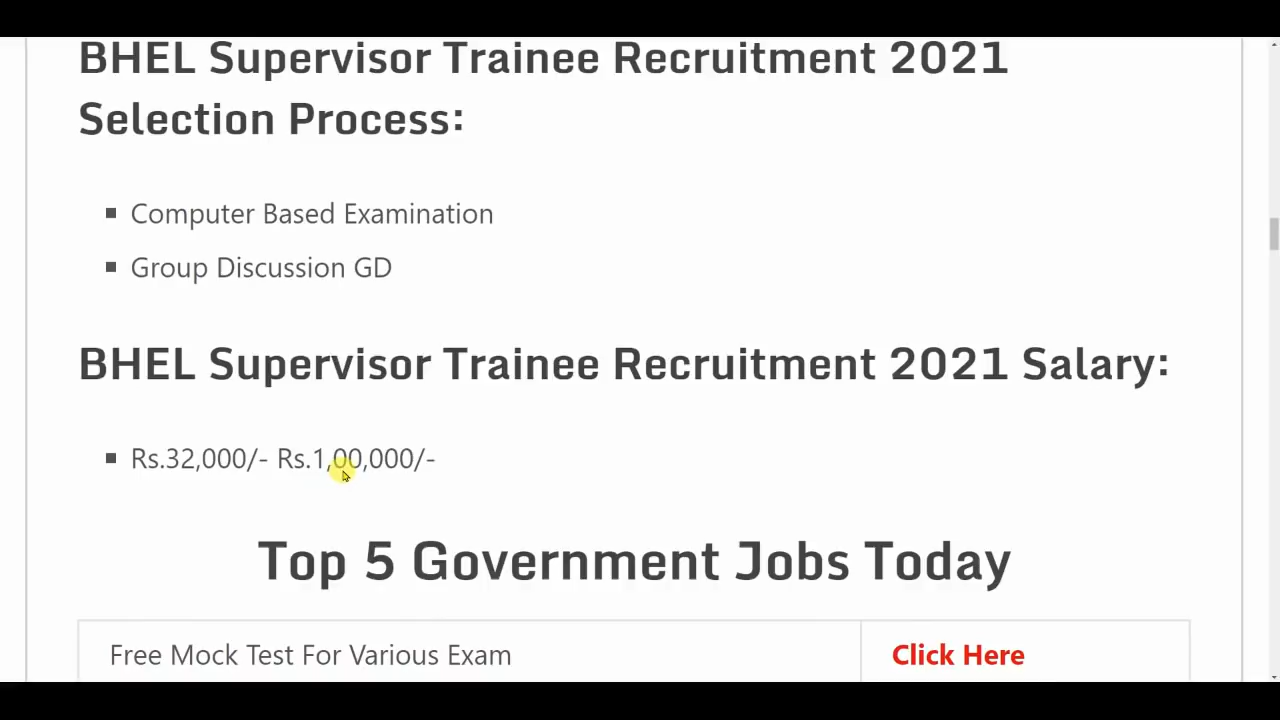 BHEL Supervisor Trainee Recruitment 2021
Selection Process:
Computer Based Examination
Group Discussion GD
BHEL Supervisor Trainee Recruitment 2021 Salary:
Rs.32,000/- Rs.1,00,000/-
Top 5 Government Jobs Today
Free Mock Test For Various Exam Click Here